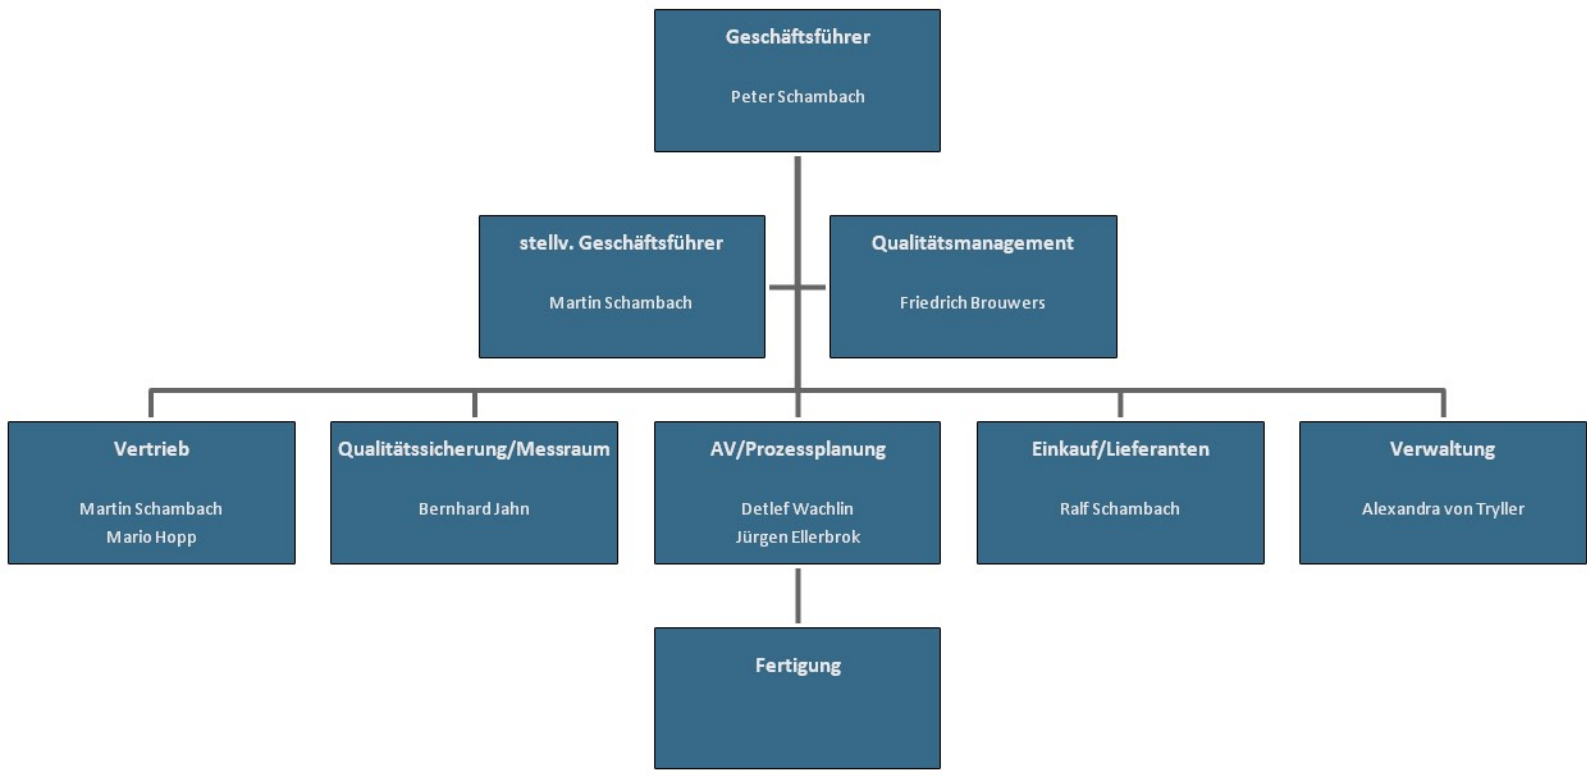 Geschäftsführer
Peter Schambach
stellv. Geschäftsführer
Martin Schambach
Qualitätsmanagement
Friedrich Brouwers
Vertrieb
Martin Schambach
Mario Hopp
Qualitätssicherung/Messraum
Bernhard Jahn
AV/Prozessplanung
Detlef Wachlin
Jürgen Ellerbrok
Einkauf/Lieferanten
Ralf Schambach
Verwaltung
Alexandra von Tryller
Fertigung